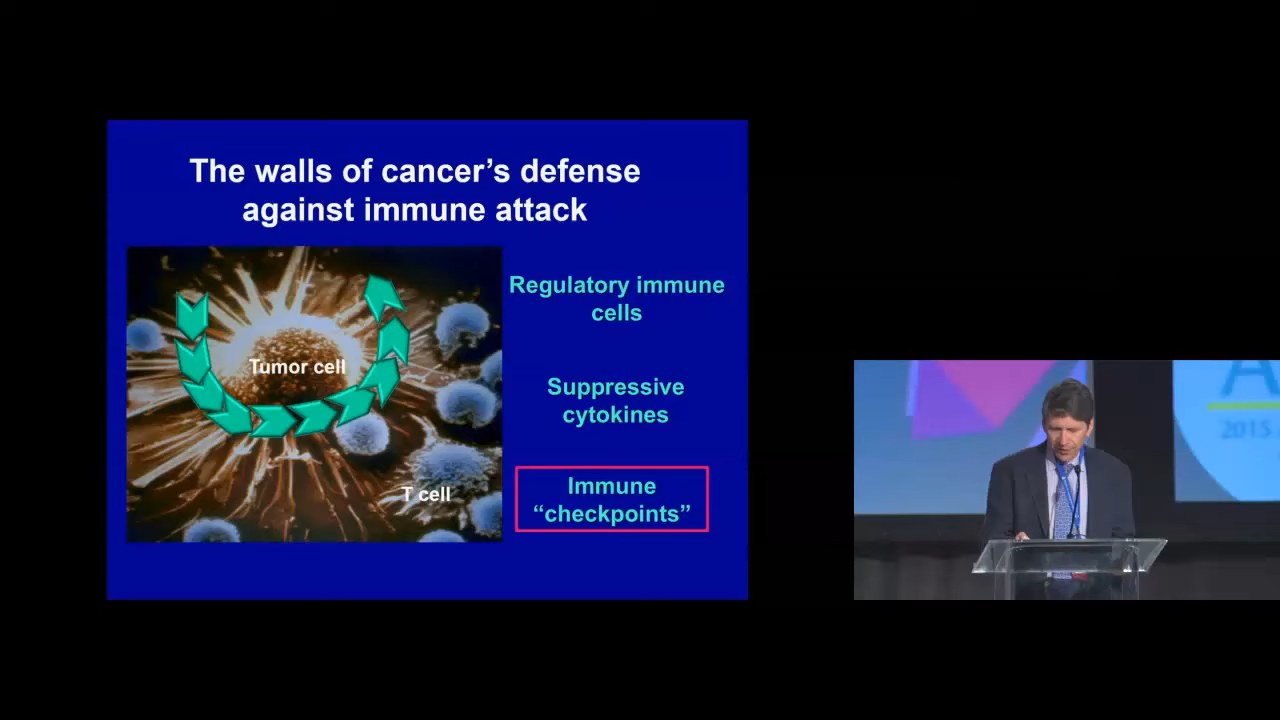 The walls of cancer’s defense
against immune attack
Regulatory immune
cells
Tumor cell
Suppressive
cytokines
T cell
Immune
“checkpoints”
2015